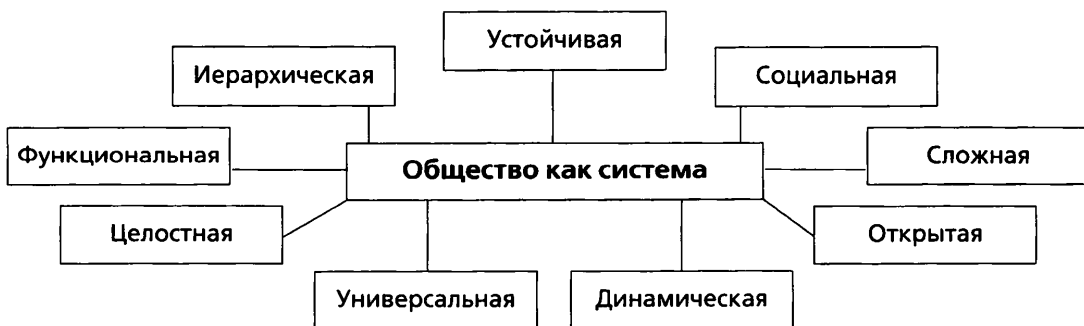 Устойчивая
Иерархическая
Социальная
Функциональная
Общество как система
Сложная
Целостная
Открытая
Универсальная
Динамическая